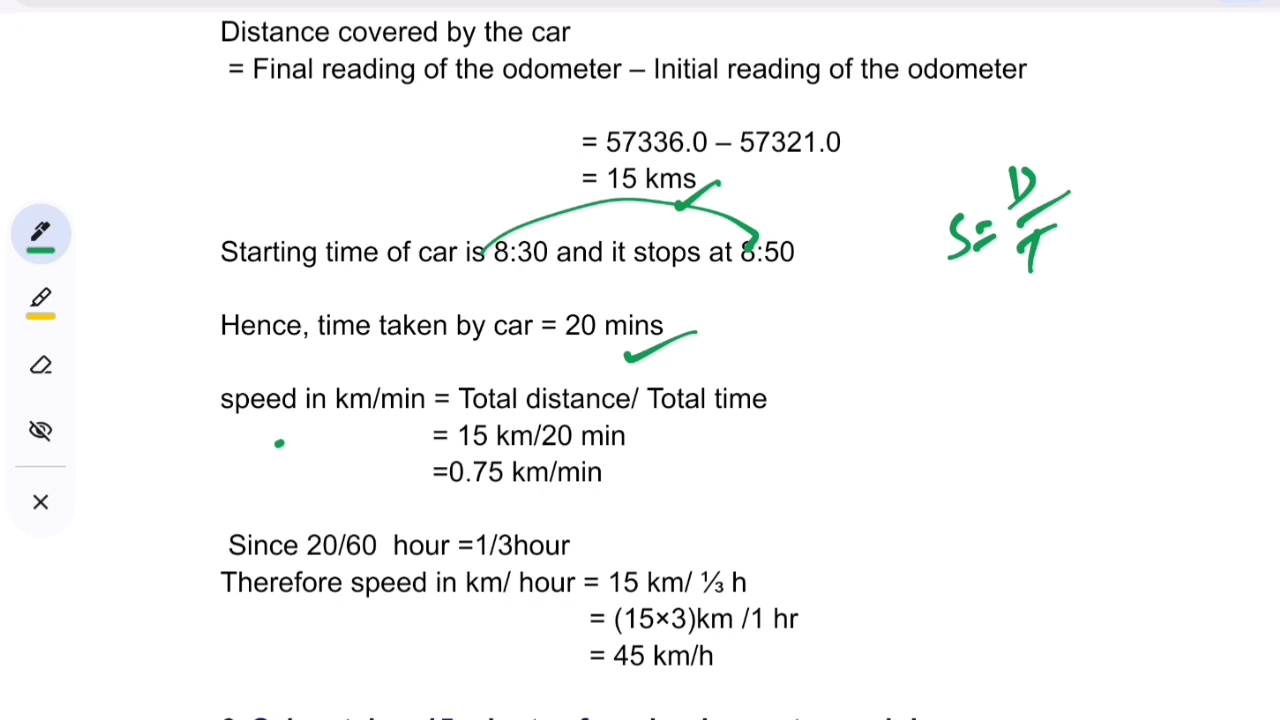 Distance covered by the car
= Final reading of the odometer – Initial reading of the odometer
= 57336.0 – 57321.0
= 15 kms
S= D/T
Starting time of car is 8:30 and it stops at 8:50
Hence, time taken by car = 20 mins
speed in km/min = Total distance/ Total time
= 15 km/20 min
=0.75 km/min
Since 20/60  hour =1/3hour
Therefore speed in km/ hour = 15 km/ ⅓ h
= (15×3)km /1 hr
= 45 km/h